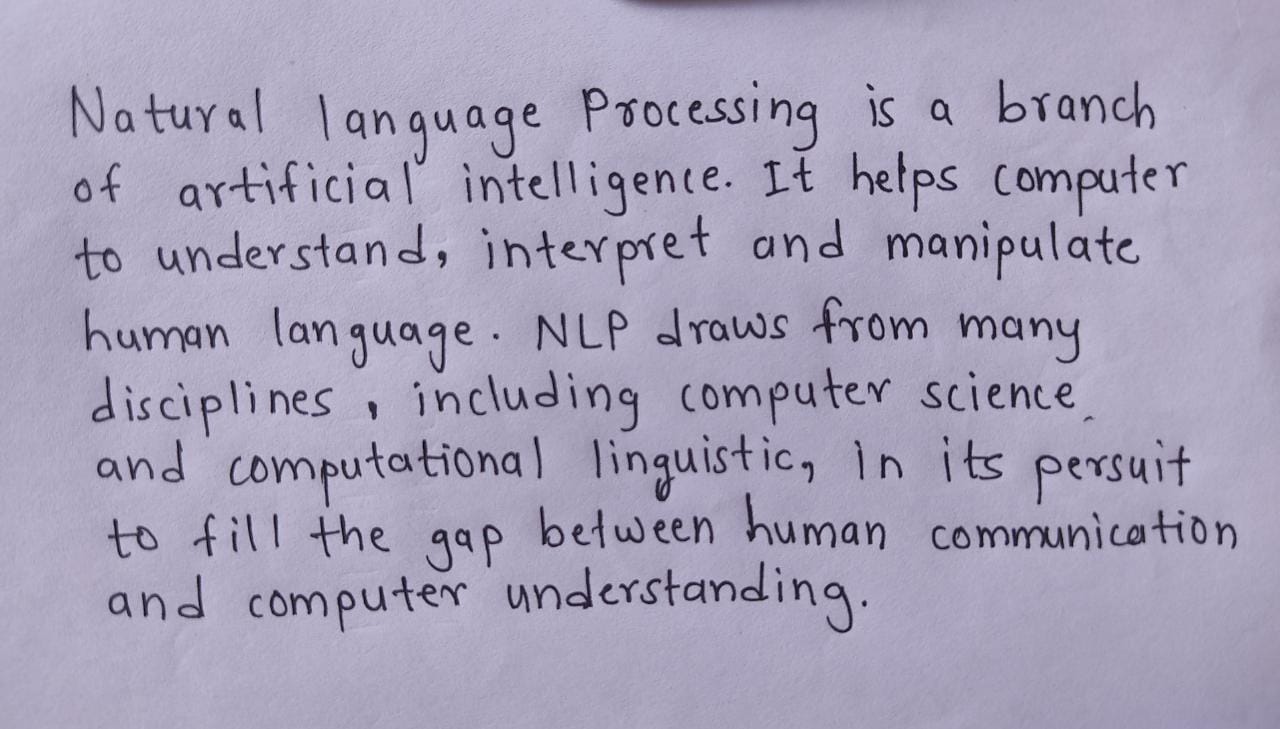 Natural language Processing is a branch
of artificial intelligence. It helps computer
to understand, interpret and manipulate
human language. NLP draws from many
disciplines, including computer science
and computational linguistic, in its persuit
to fill the gap between human communication
and computer understanding.